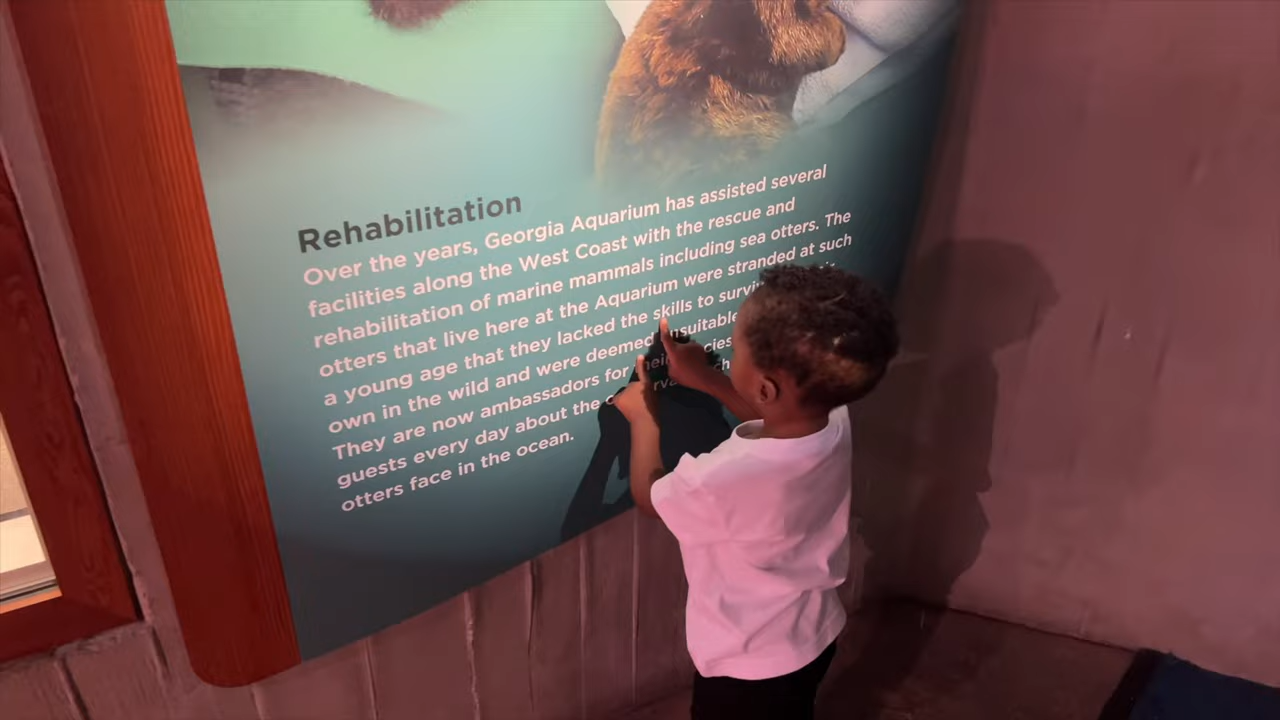 Rehabilitation
Over the years, Georgia Aquarium has assisted several
facilities along the West Coast with the rescue and
rehabilitation of marine mammals including sea otters. The
otters that live here at the Aquarium were stranded at such
a young age that they lacked the skills to
own in the wild and were deemed
They are now ambassadors for
guests every day about the
otters face in the ocean.